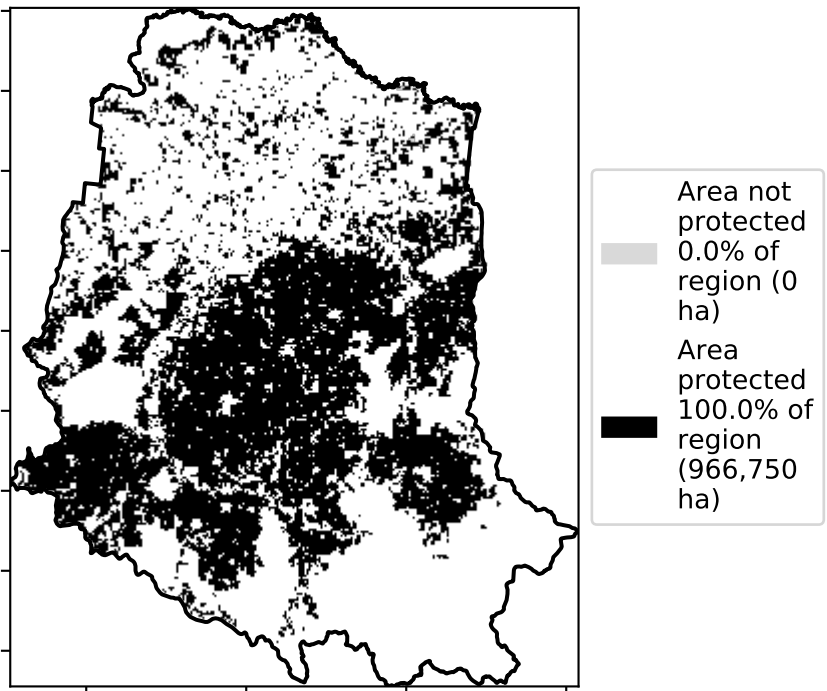 Area not
protected
0.0% of
region (0
ha)
Area
protected
100.0% of
region
(966,750
ha)